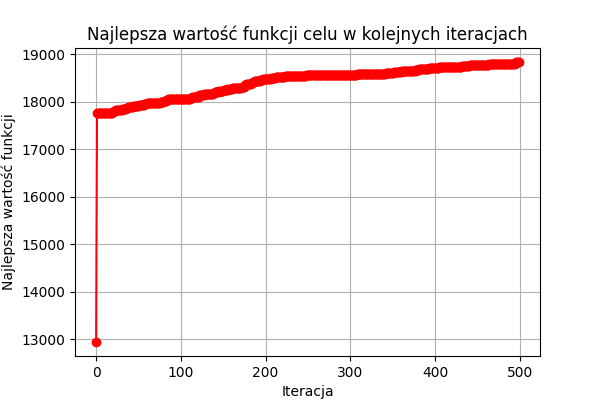 Najlepsza wartość funkcji celu w kolejnych iteracjach
19000
18000
17000
16000
15000
14000
13000
Najlepsza wartość funkcji
0 100 200 300 400 500
Iteracja